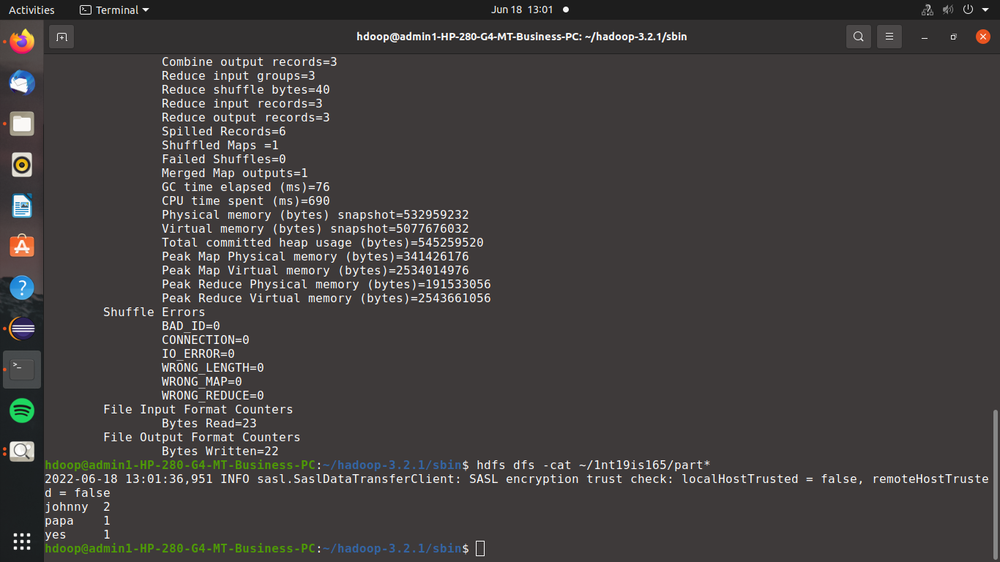 Activities
Terminal
Jun 18 13:01
hdoop@admin1-HP-280-G4-MT-Business-PC: ~/hadoop-3.2.1/sbin
Combine output records=3
Reduce input groups=3
Reduce shuffle bytes=40
Reduce input records=3
Reduce output records=3
Spilled Records=6
Shuffled Maps =1
Failed Shuffles=0
Merged Map outputs=1
GC time elapsed (ms)=76
CPU time spent (ms)=690
Physical memory (bytes) snapshot=532959232
Virtual memory (bytes) snapshot=5077676032
Total committed heap usage (bytes)=545259520
Peak Map Physical memory (bytes)=341426176
Peak Map Virtual memory (bytes)=2534014976
Peak Reduce Physical memory (bytes)=191533056
Peak Reduce Virtual memory (bytes)=2543661056
Shuffle Errors
BAD_ID=0
CONNECTION=0
IO_ERROR=0
WRONG_LENGTH=0
WRONG_MAP=0
WRONG_REDUCE=0
File Input Format Counters
Bytes Read=23
File Output Format Counters
Bytes Written=22
hdoop@admin1-HP-280-G4-MT-Business-PC:~/hadoop-3.2.1/sbin$ hdfs dfs -cat ~/1nt19is165/part*
2022-06-18 13:01:36,951 INFO sasl.SaslDataTransferClient: SASL encryption trust check: localHostTrusted = false, remoteHostTruste
d = false
johnny 2
papa 1
yes 1
hdoop@admin1-HP-280-G4-MT-Business-PC:~/hadoop-3.2.1/sbin$